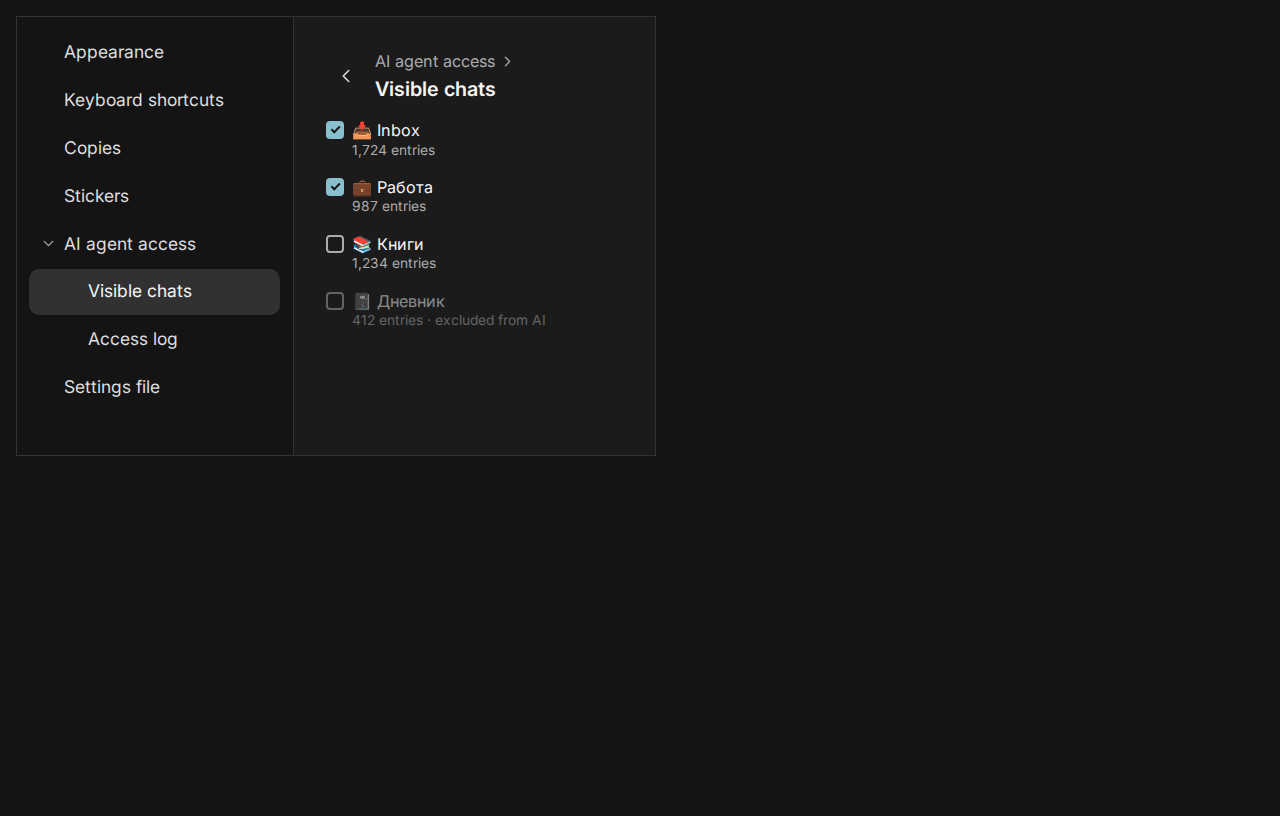 Appearance
Keyboard shortcuts
Copies
Stickers
AI agent access
Visible chats
Access log
Settings file
AI agent access
Visible chats
📥 Inbox
1,724 entries
💼 Работа
987 entries
📚 Книги
1,234 entries
📓 Дневник
412 entries · excluded from AI